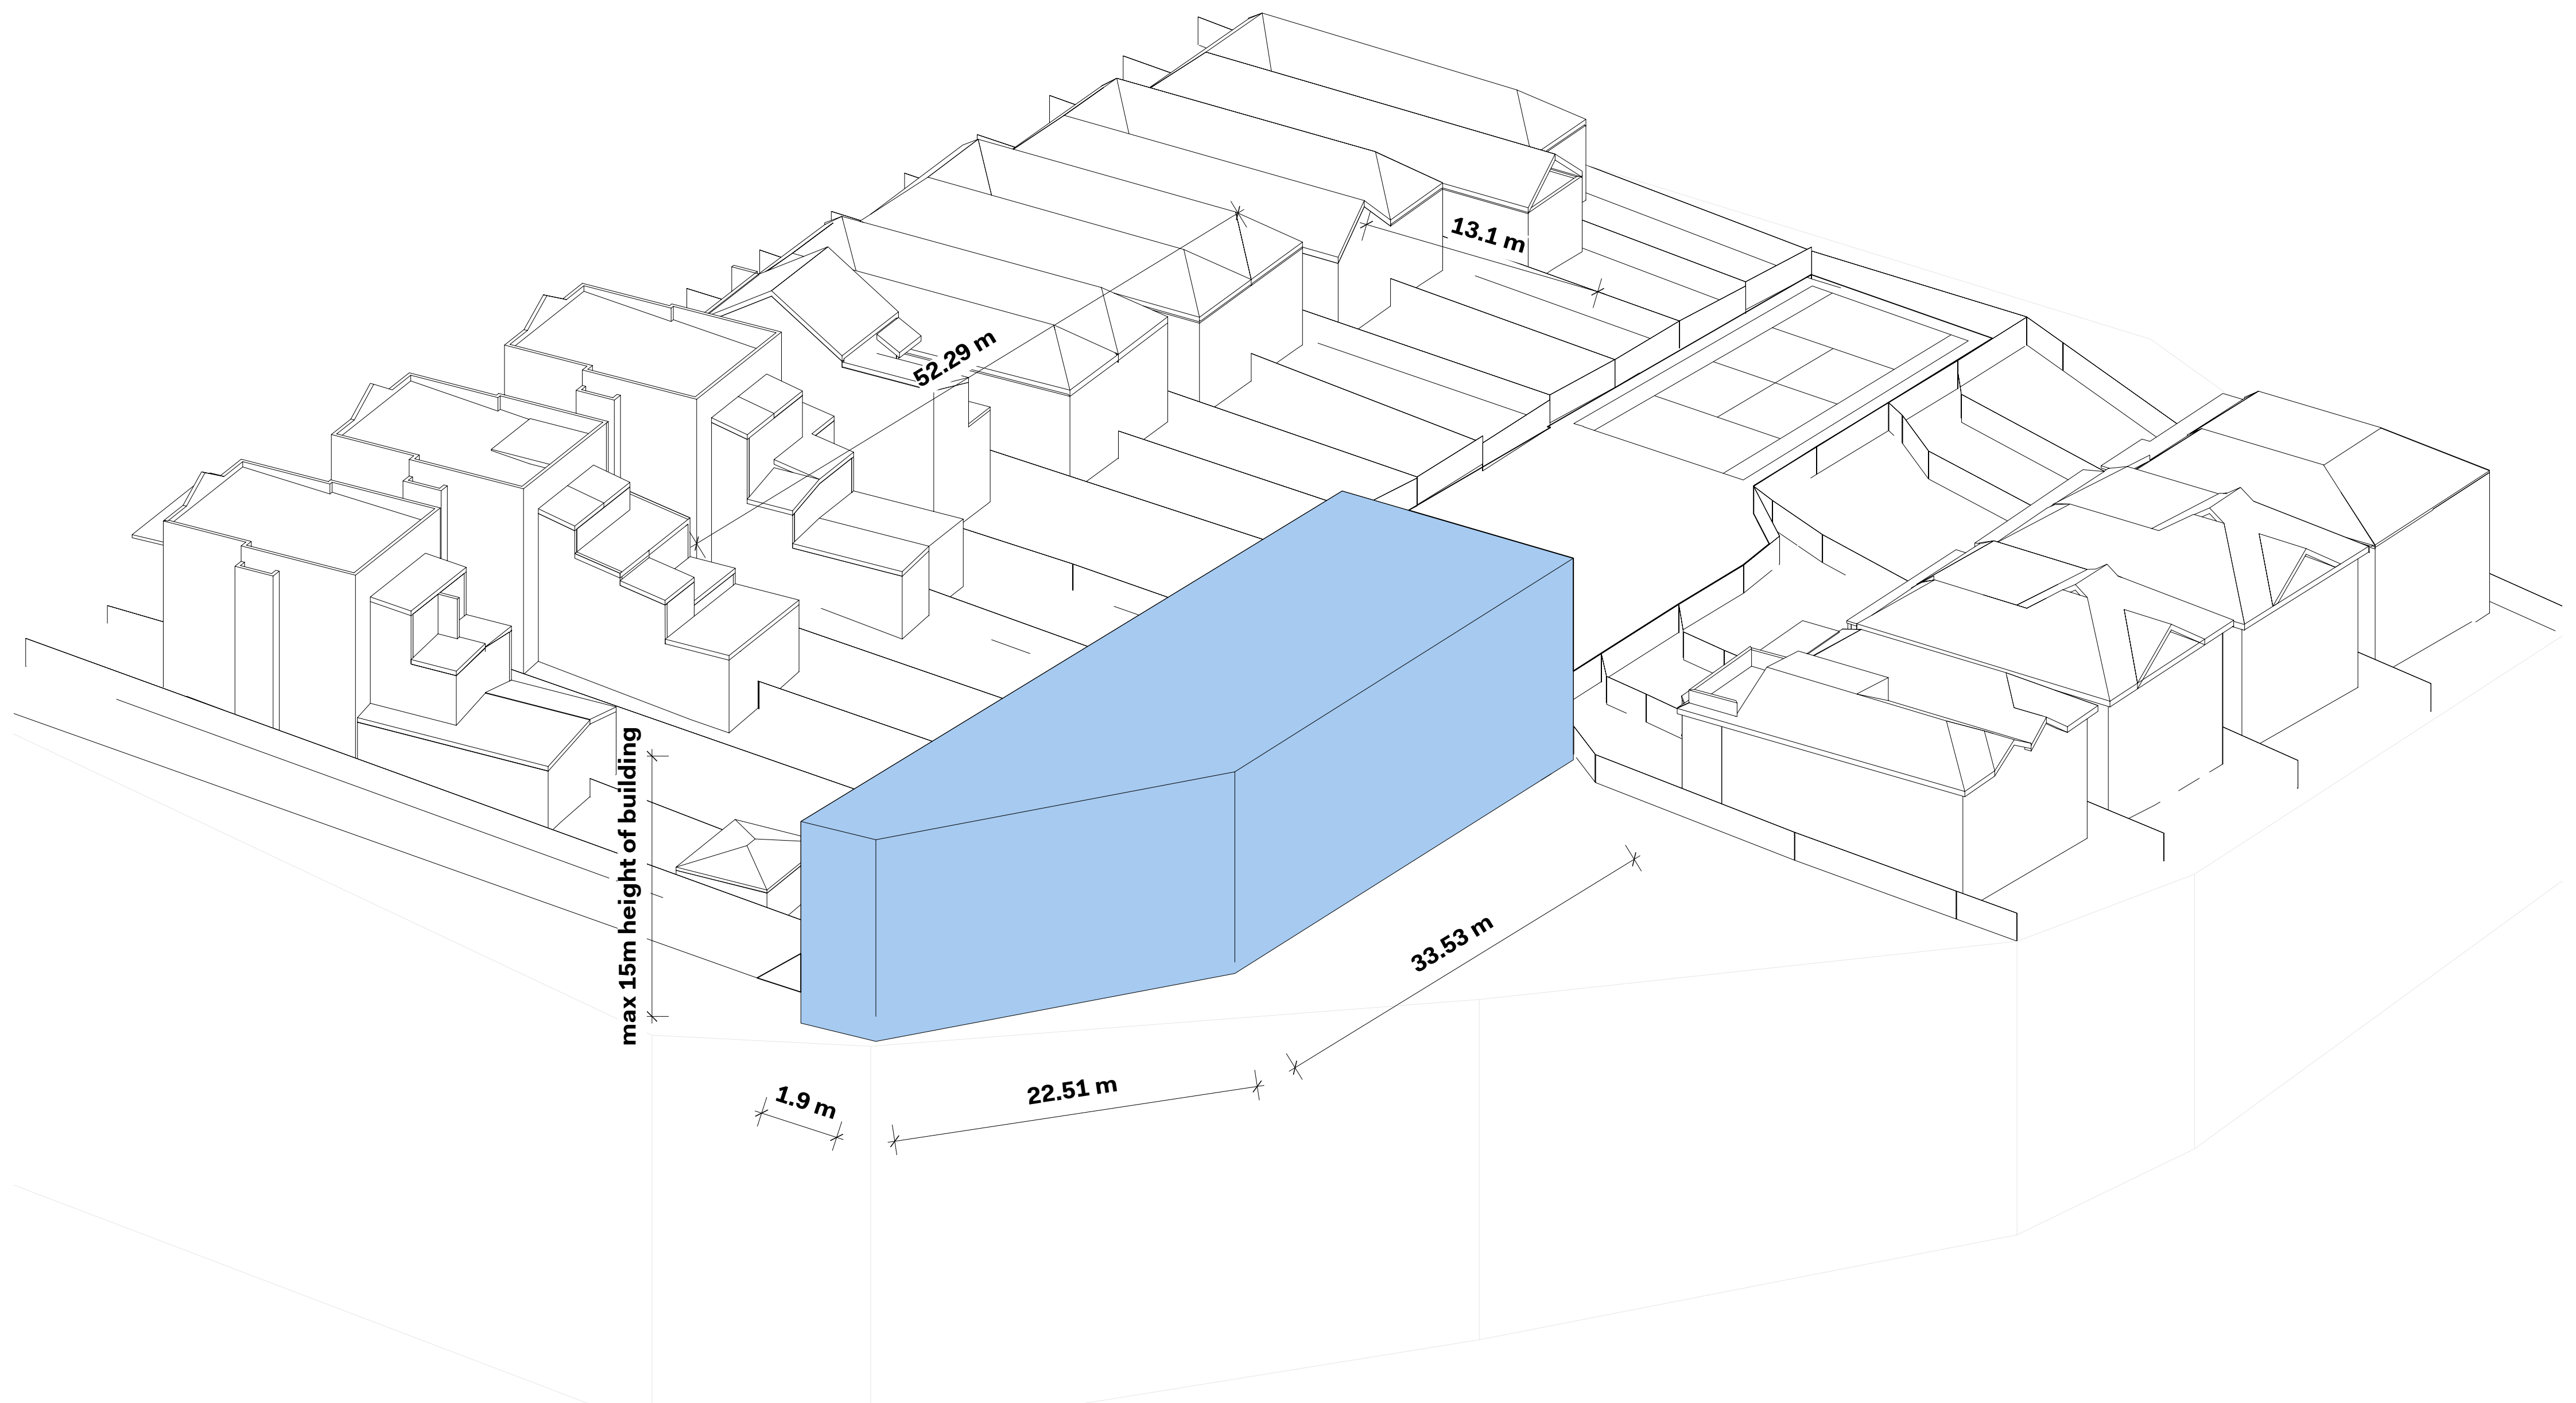 13.1 m
52.29 m
max 15m height of building
33.53 m
22.51 m
1.9 m